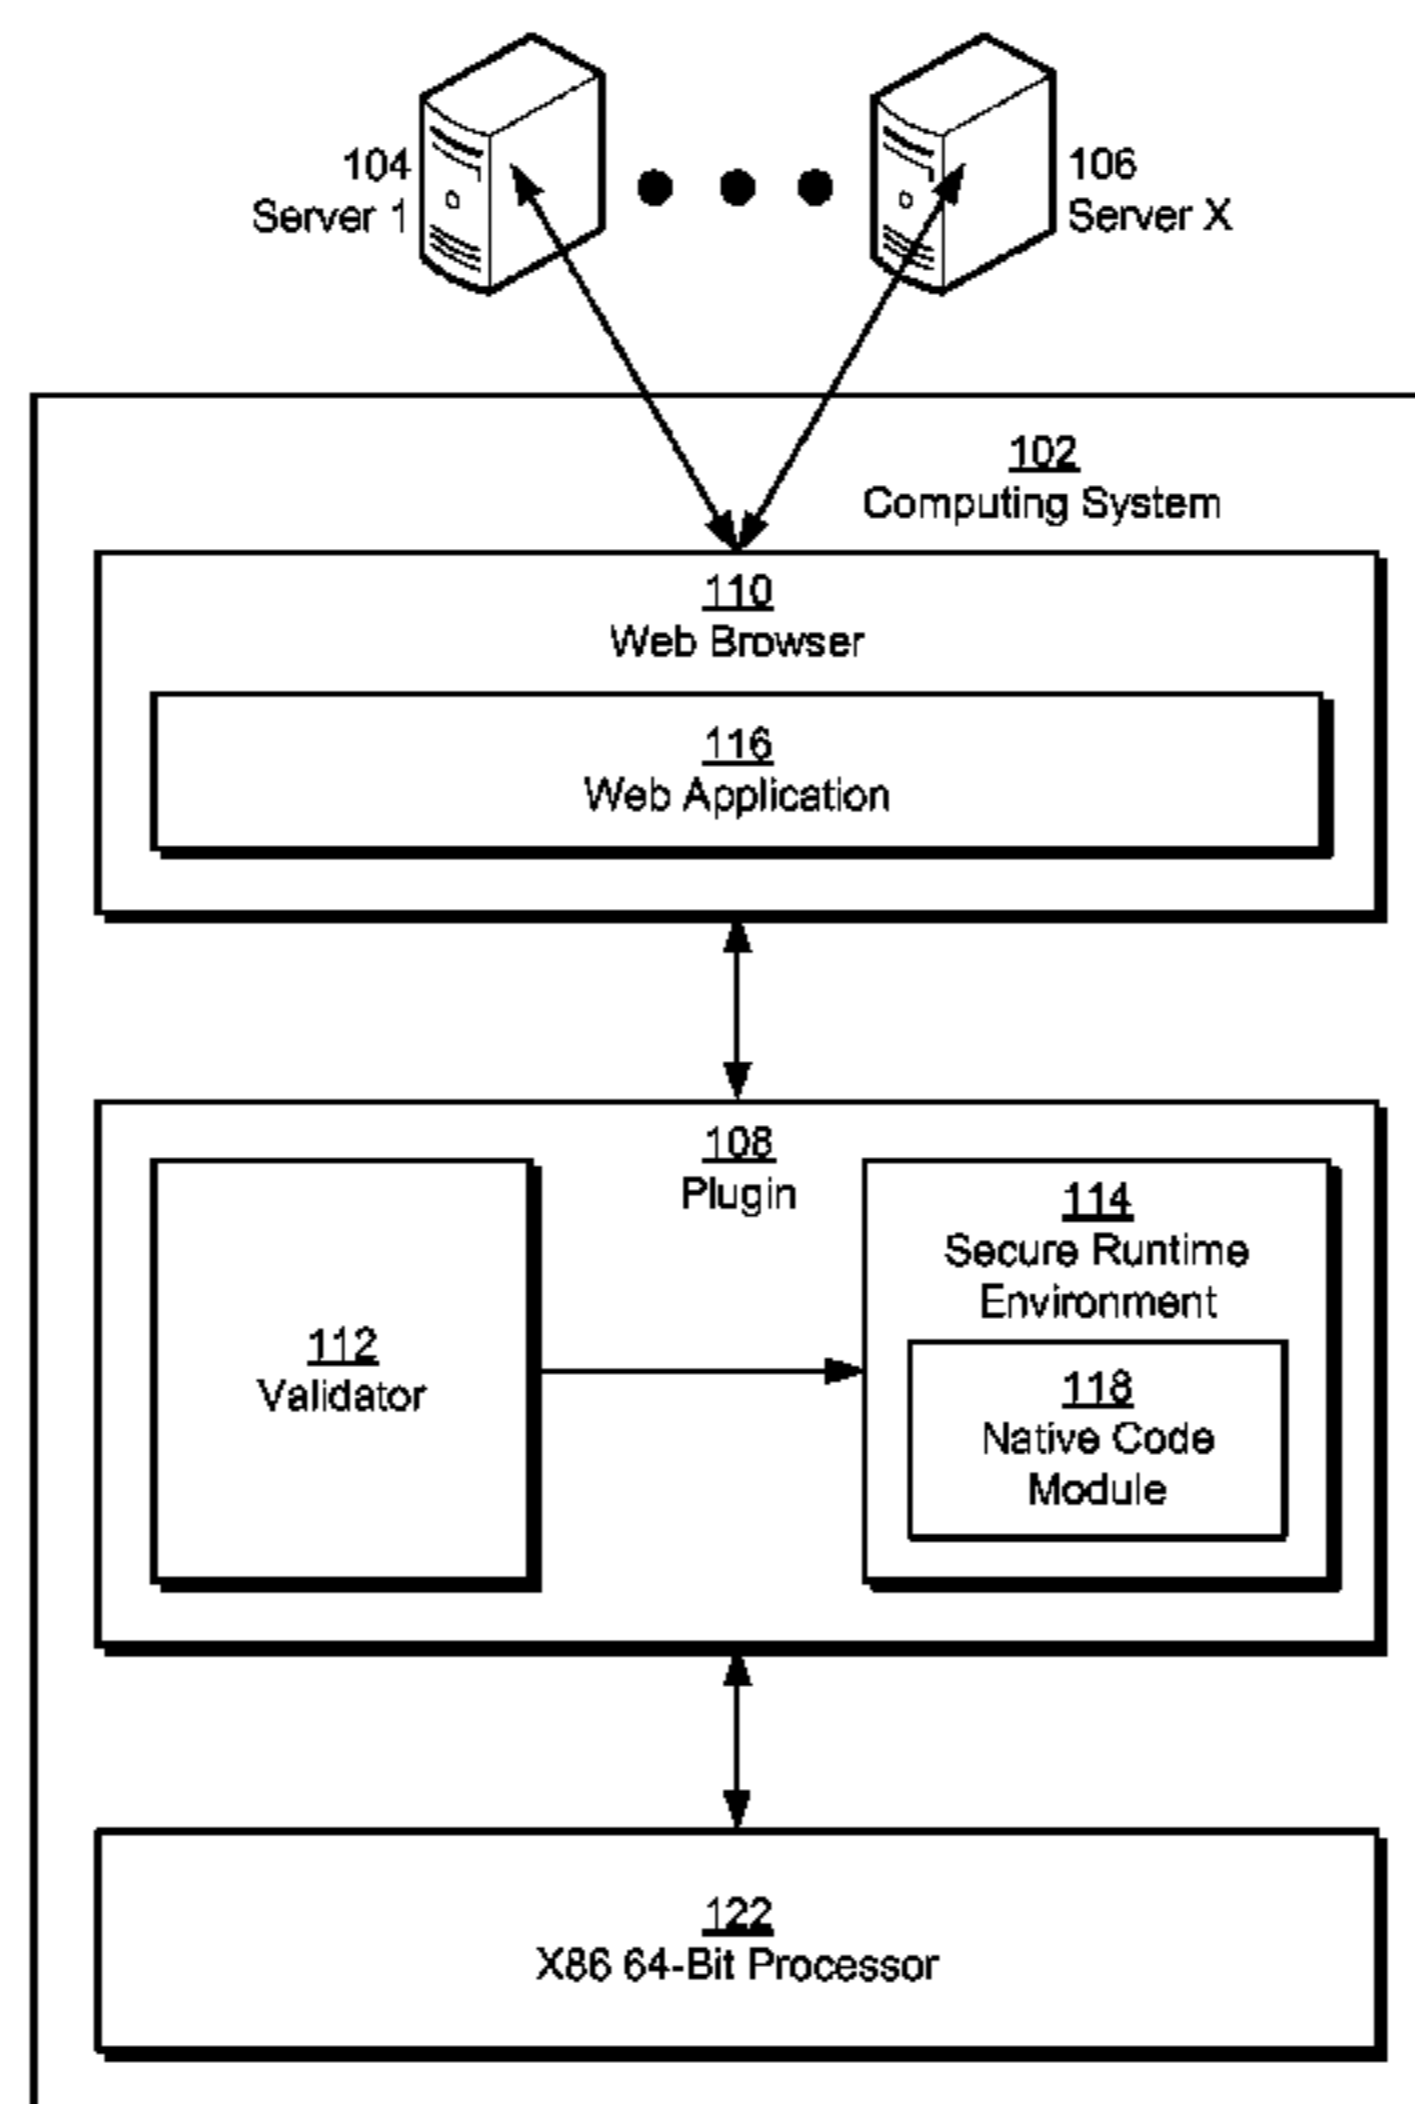 104
Server 1
106
Server X
102
Computing System
110
Web Browser
116
Web Application
108
Plugin
112
Validator
114
Secure Runtime
Environment
118
Native Code
Module
122
X86 64-Bit Processor